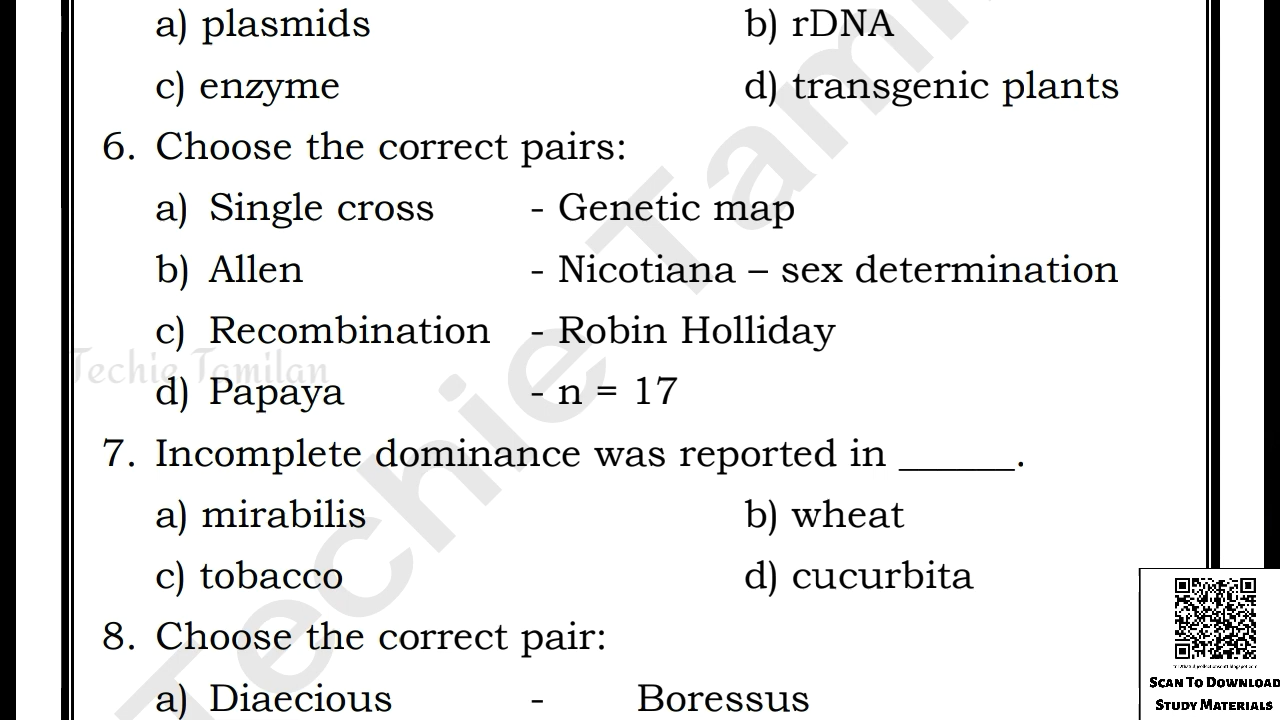 a) plasmids b) rDNA
c) enzyme d) transgenic plants
6. Choose the correct pairs:
a) Single cross - Genetic map
b) Allen - Nicotiana – sex determination
c) Recombination - Robin Holliday
d) Papaya - n = 17
7. Incomplete dominance was reported in ______.
a) mirabilis b) wheat
c) tobacco d) cucurbita
8. Choose the correct pair:
a) Diaecious - Boressus
Techie Tamilan
Techie Tami
SCAN TO DOWNLOAD
STUDY MATERIALS